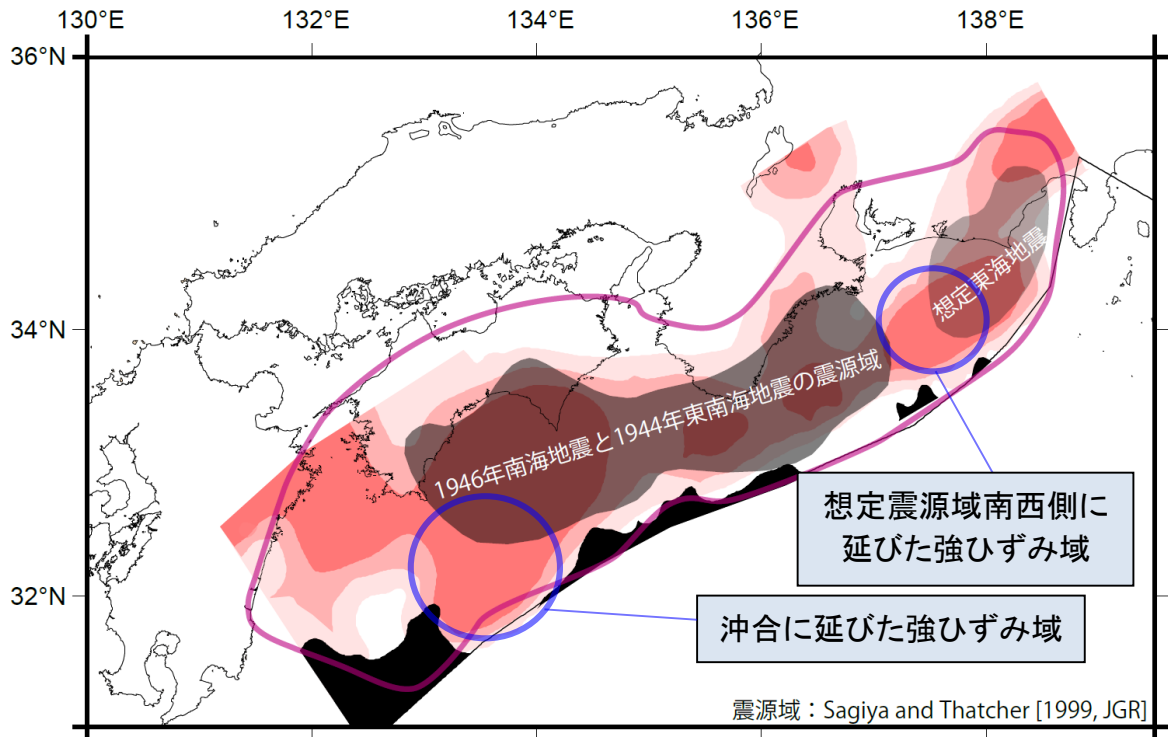 130°E 132°E 134°E 136°E 138°E
36°N
34°N
32°N
想定東海地震
1946年南海地震と1944年東南海地震の震源域
想定震源域南西側に
延びた強ひずみ域
沖合に延びた強ひずみ域
震源域：Sagiya and Thatcher [1999, JGR]